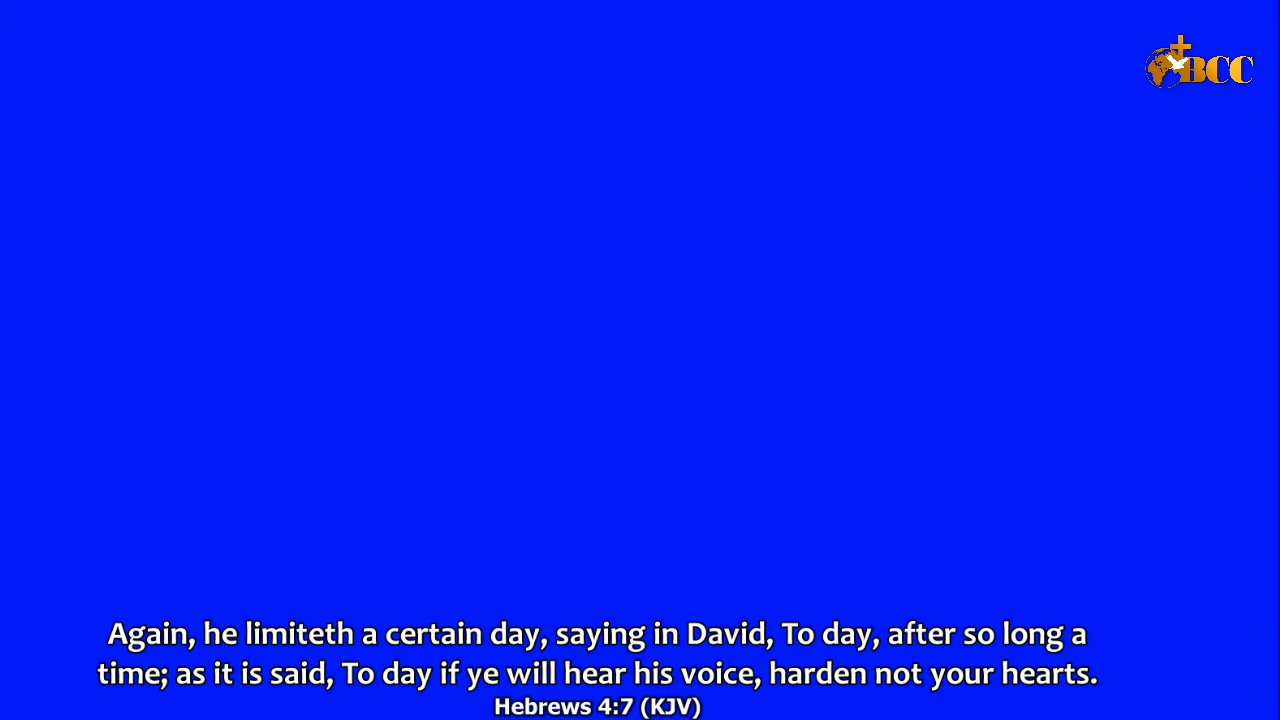 BCC
Again, he limiteth a certain day, saying in David, To day, after so long a
time; as it is said, To day if ye will hear his voice, harden not your hearts.
Hebrews 4:7 (KJV)